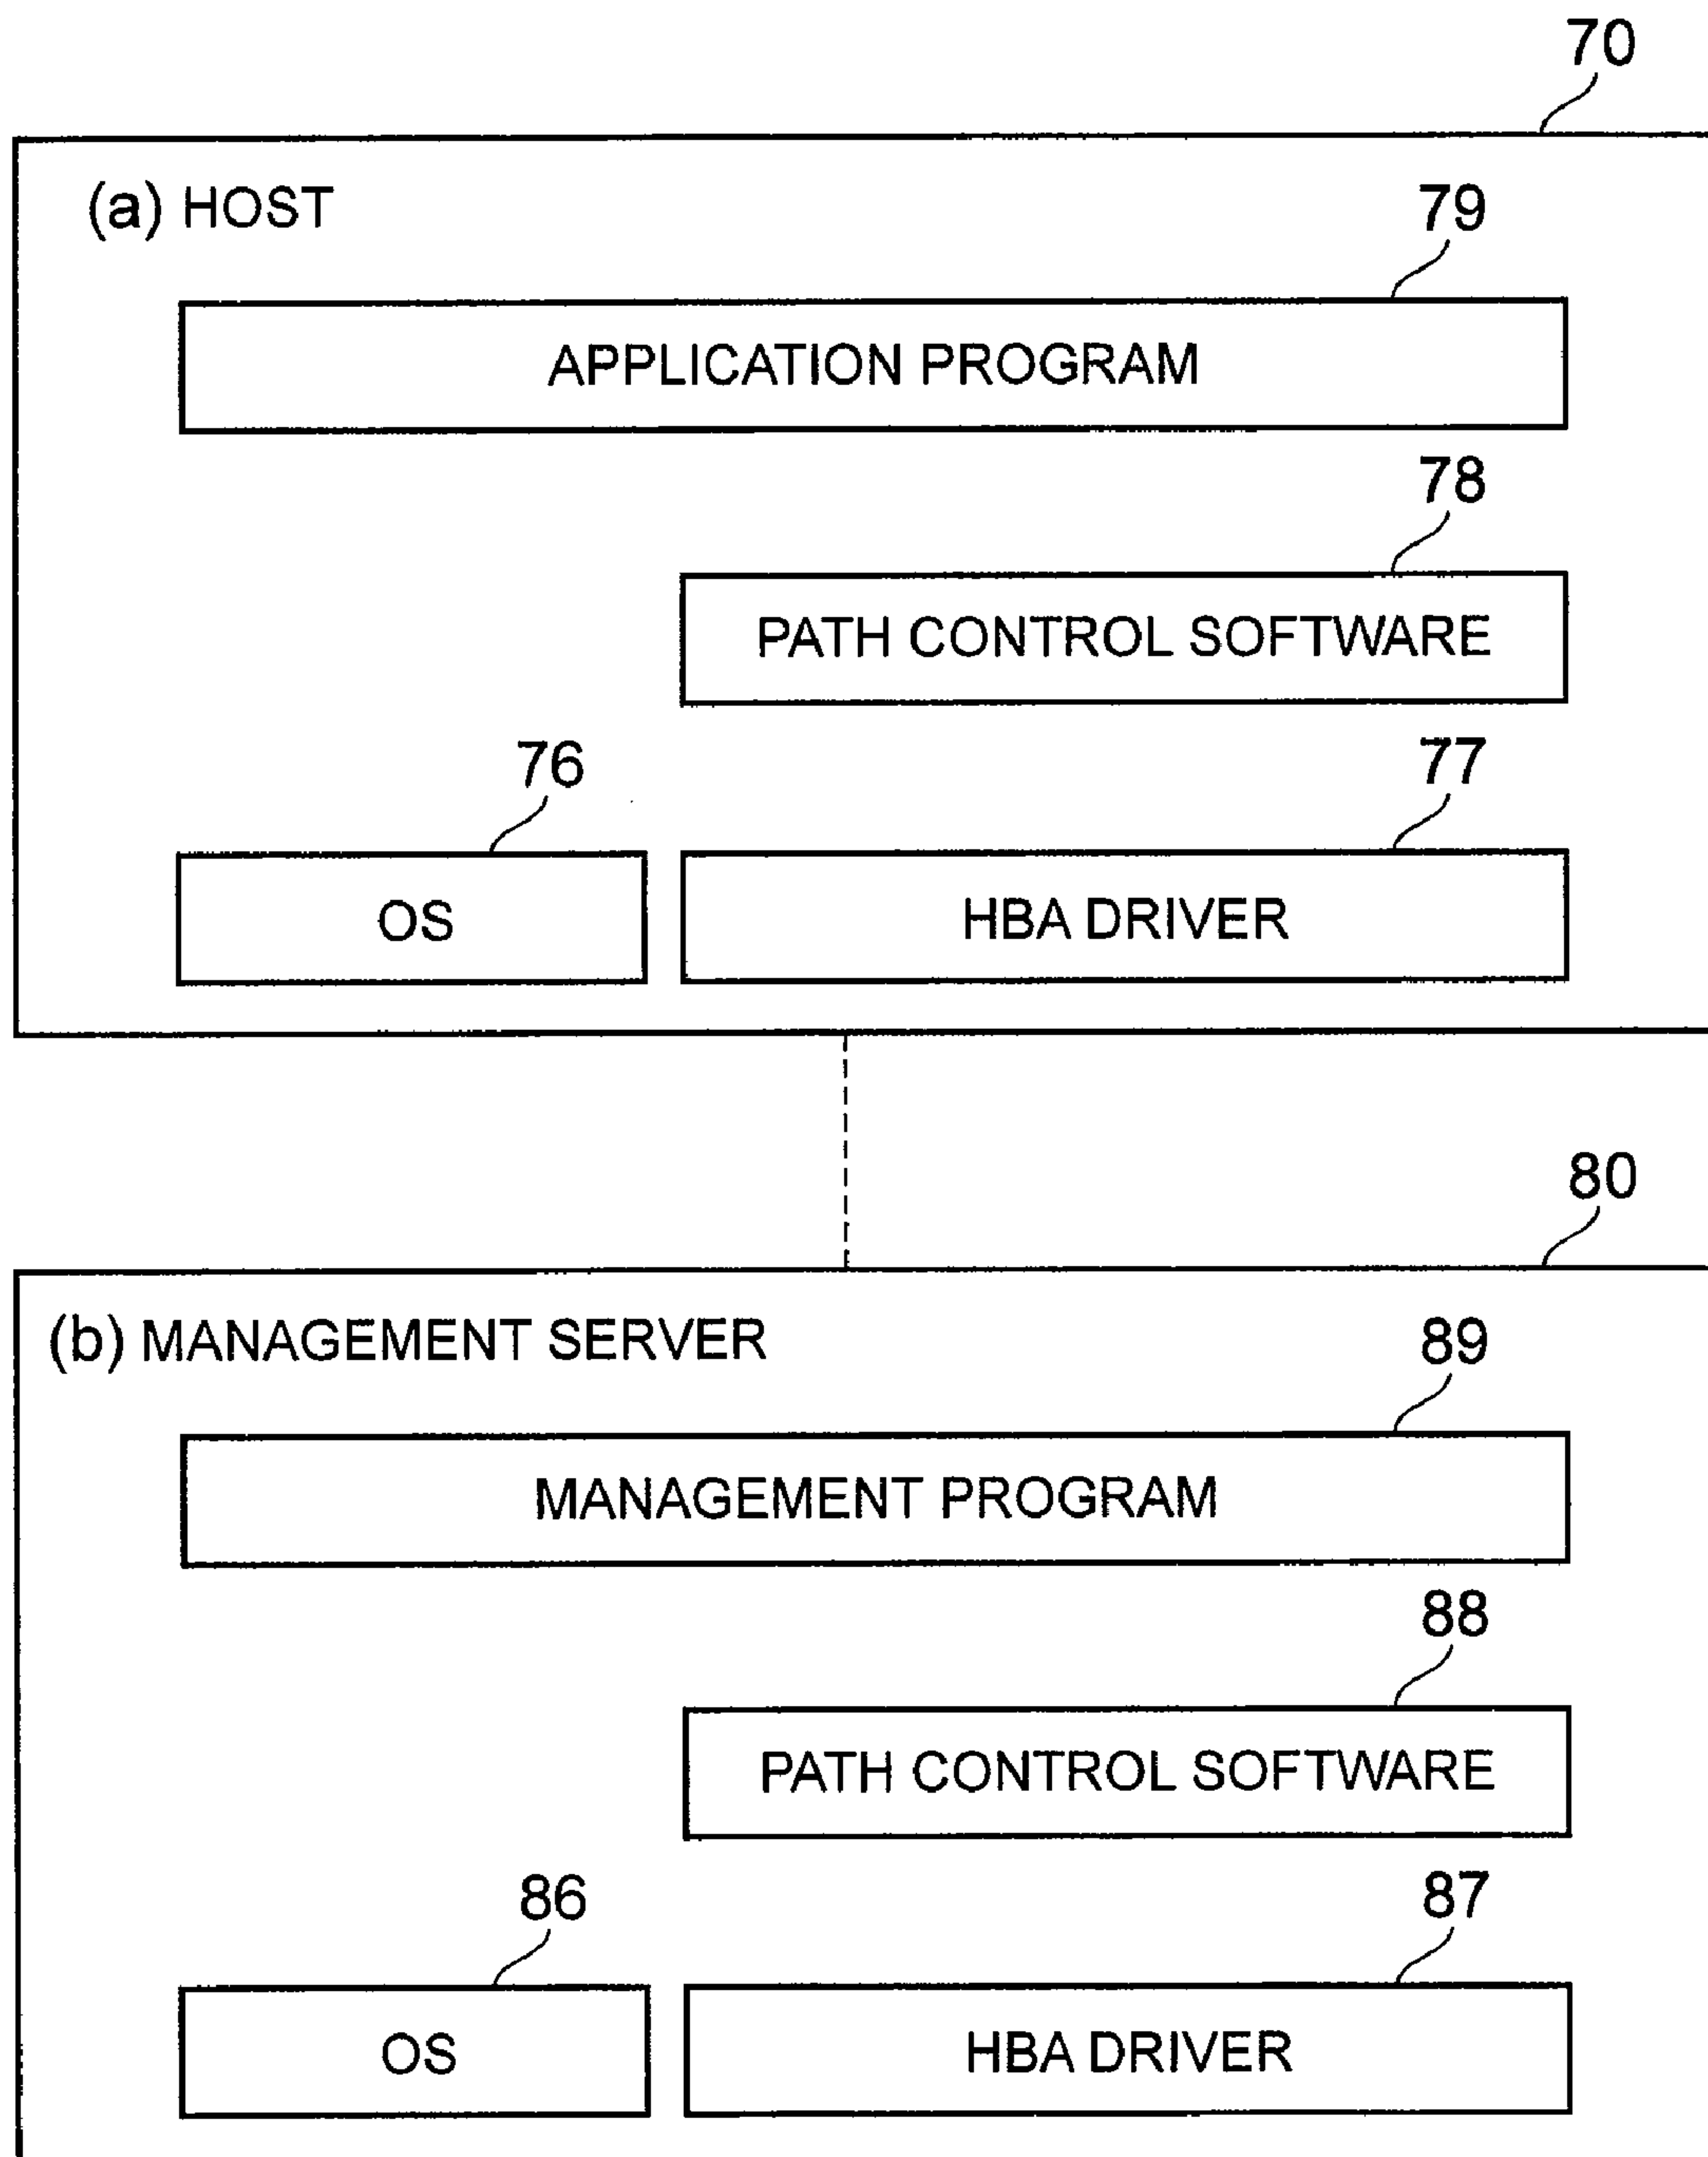 70
(a) HOST
79
APPLICATION PROGRAM
78
PATH CONTROL SOFTWARE
76
77
OS
HBA DRIVER
80
(b) MANAGEMENT SERVER
89
MANAGEMENT PROGRAM
88
PATH CONTROL SOFTWARE
86
87
OS
HBA DRIVER